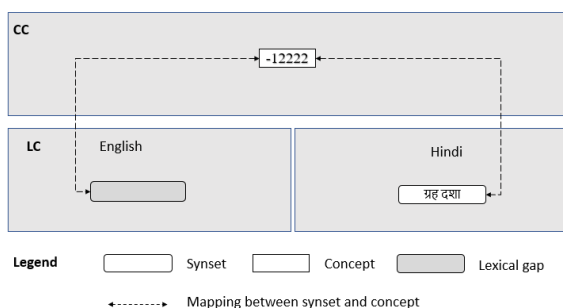 CC
-12222
LC
English
Hindi
ग्रह दशा
Legend
Synset
Concept
Lexical gap
Mapping between synset and concept